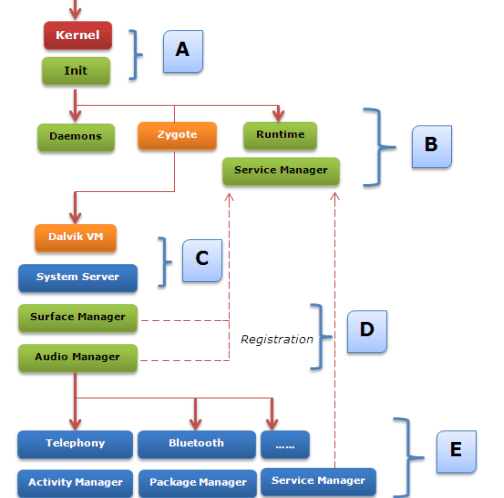 Kernel
A
Init
Daemons
Zygote
Runtime
B
Service Manager
Dalvik VM
C
System Server
Surface Manager
D
Registration
Audio Manager
Telephony
Bluetooth
......
E
Activity Manager
Package Manager
Service Manager